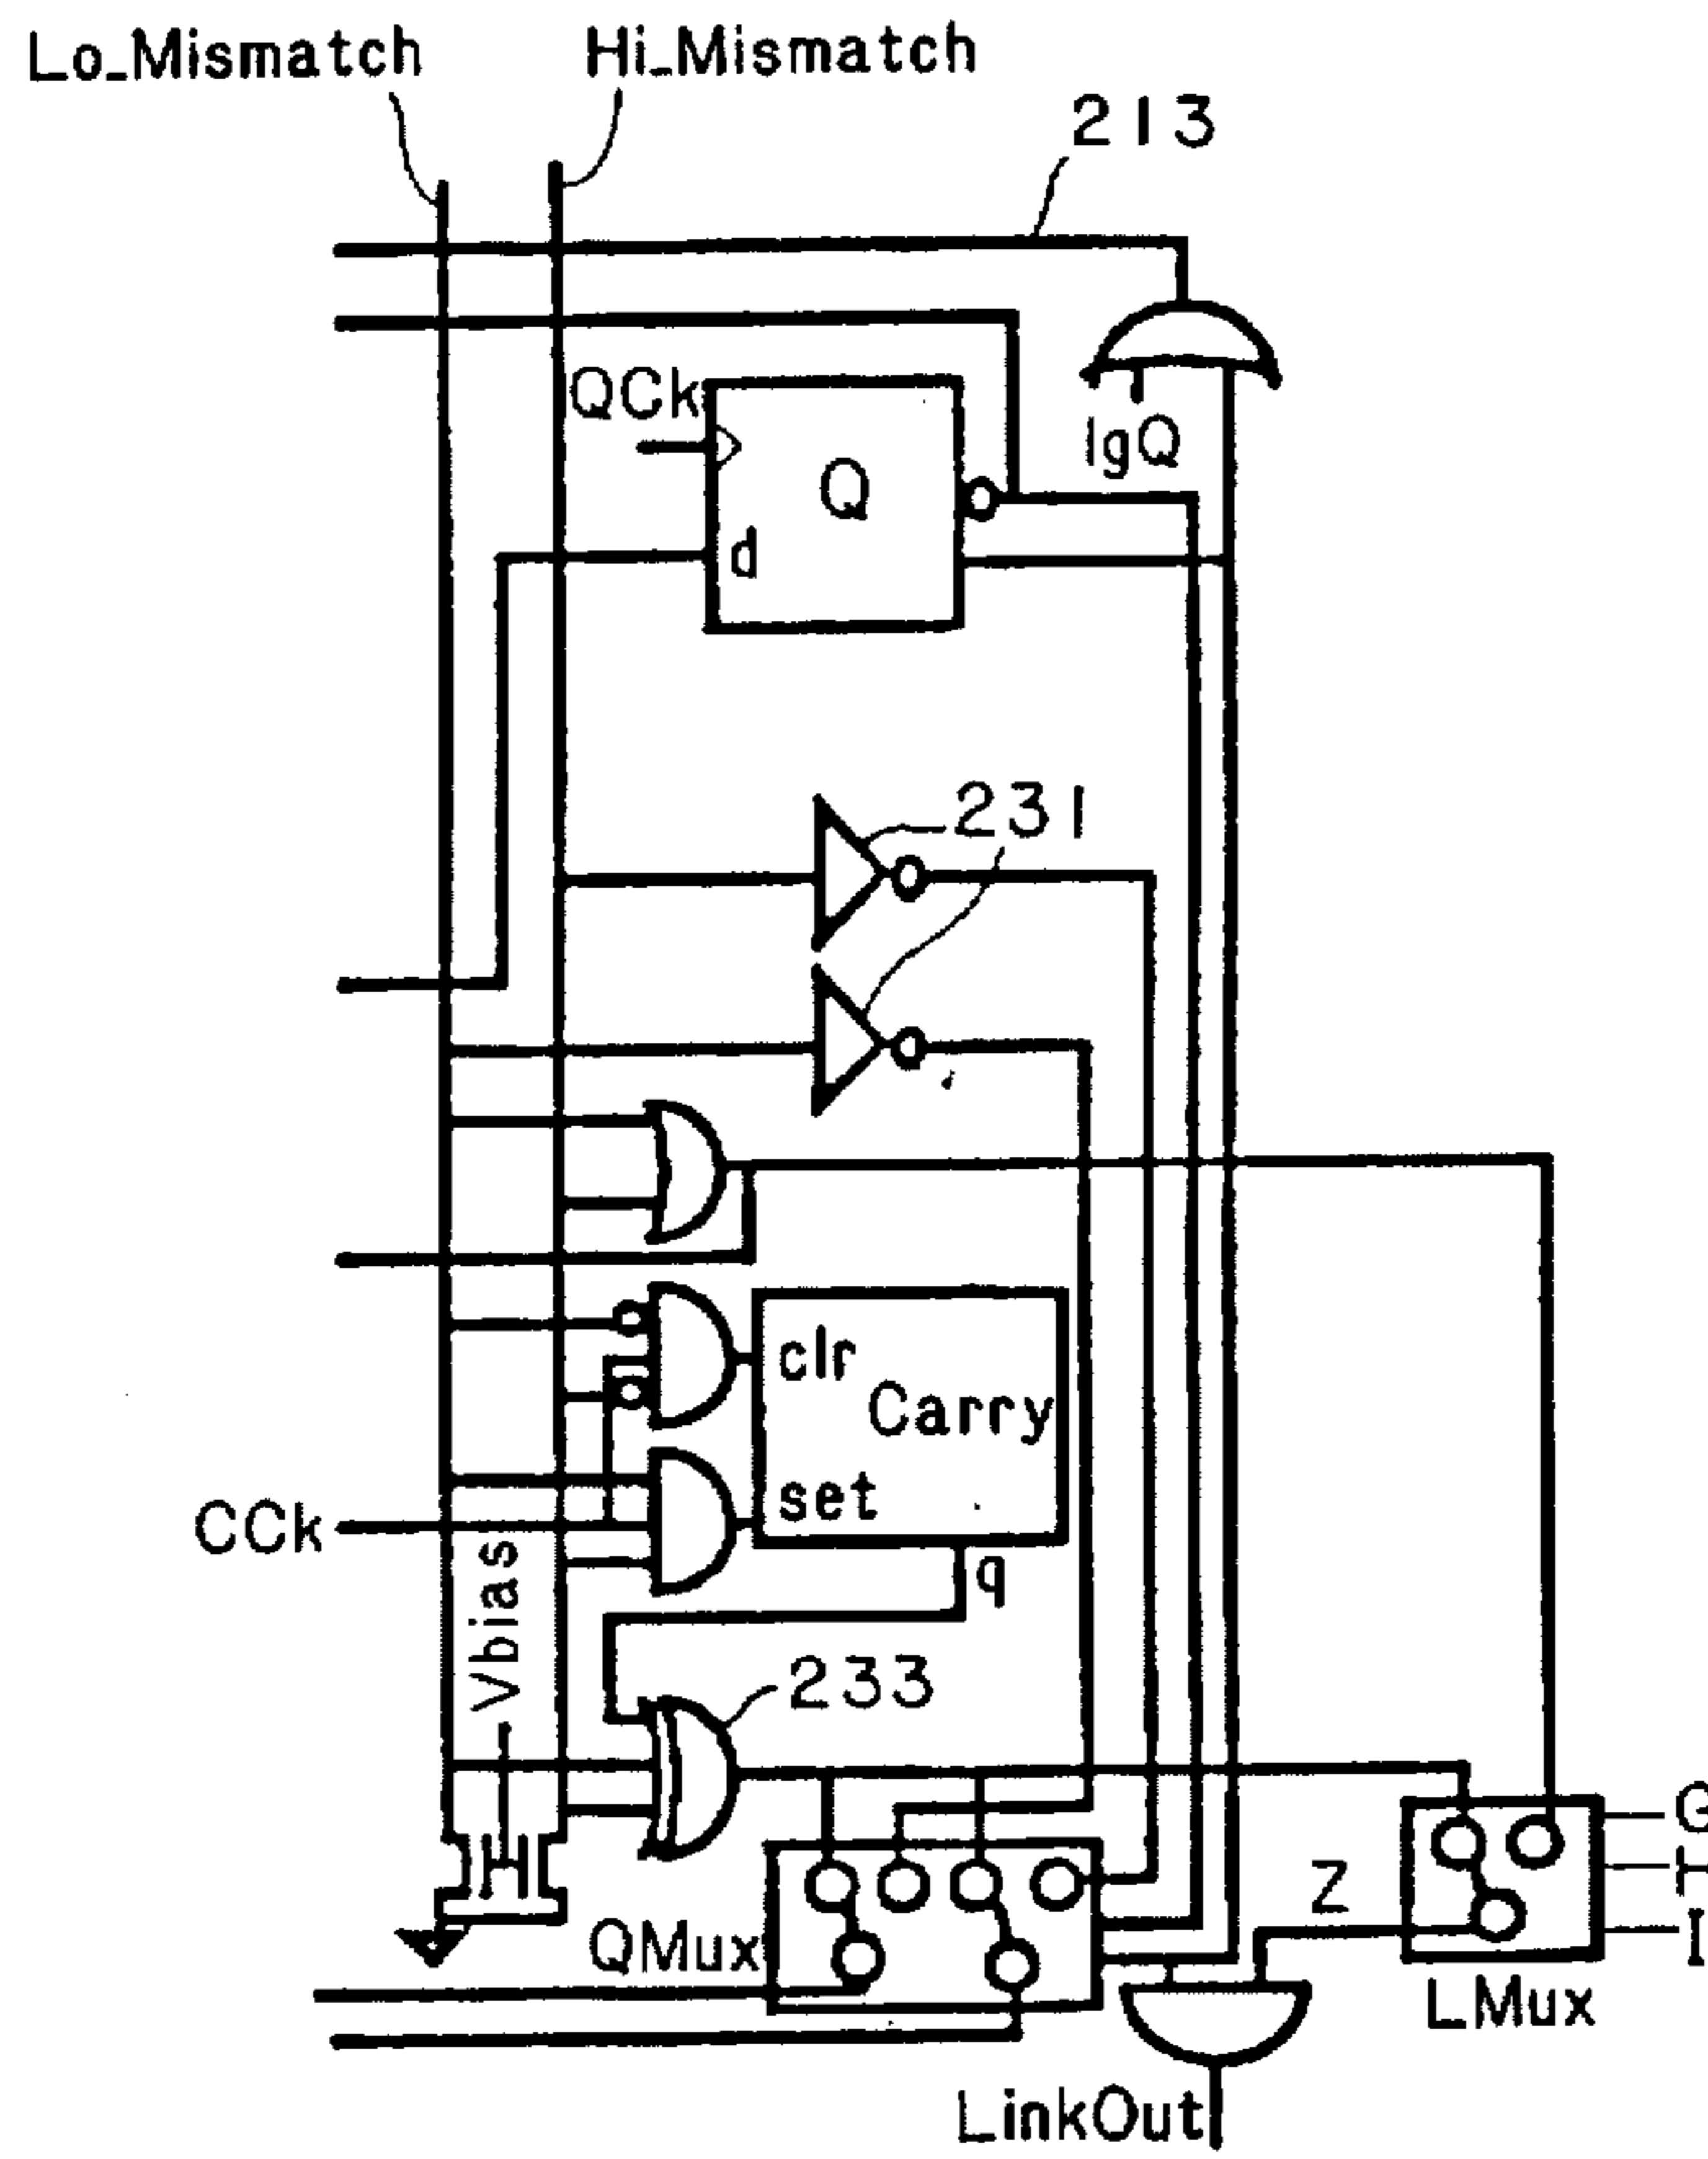 Lo_Mismatch
Hi_Mismatch
213
QCk
Q
d
IgQ
231
clr
Carry
set
CCk
q
Vbias
233
G
H
I
Z
QMux
LMux
LinkOut